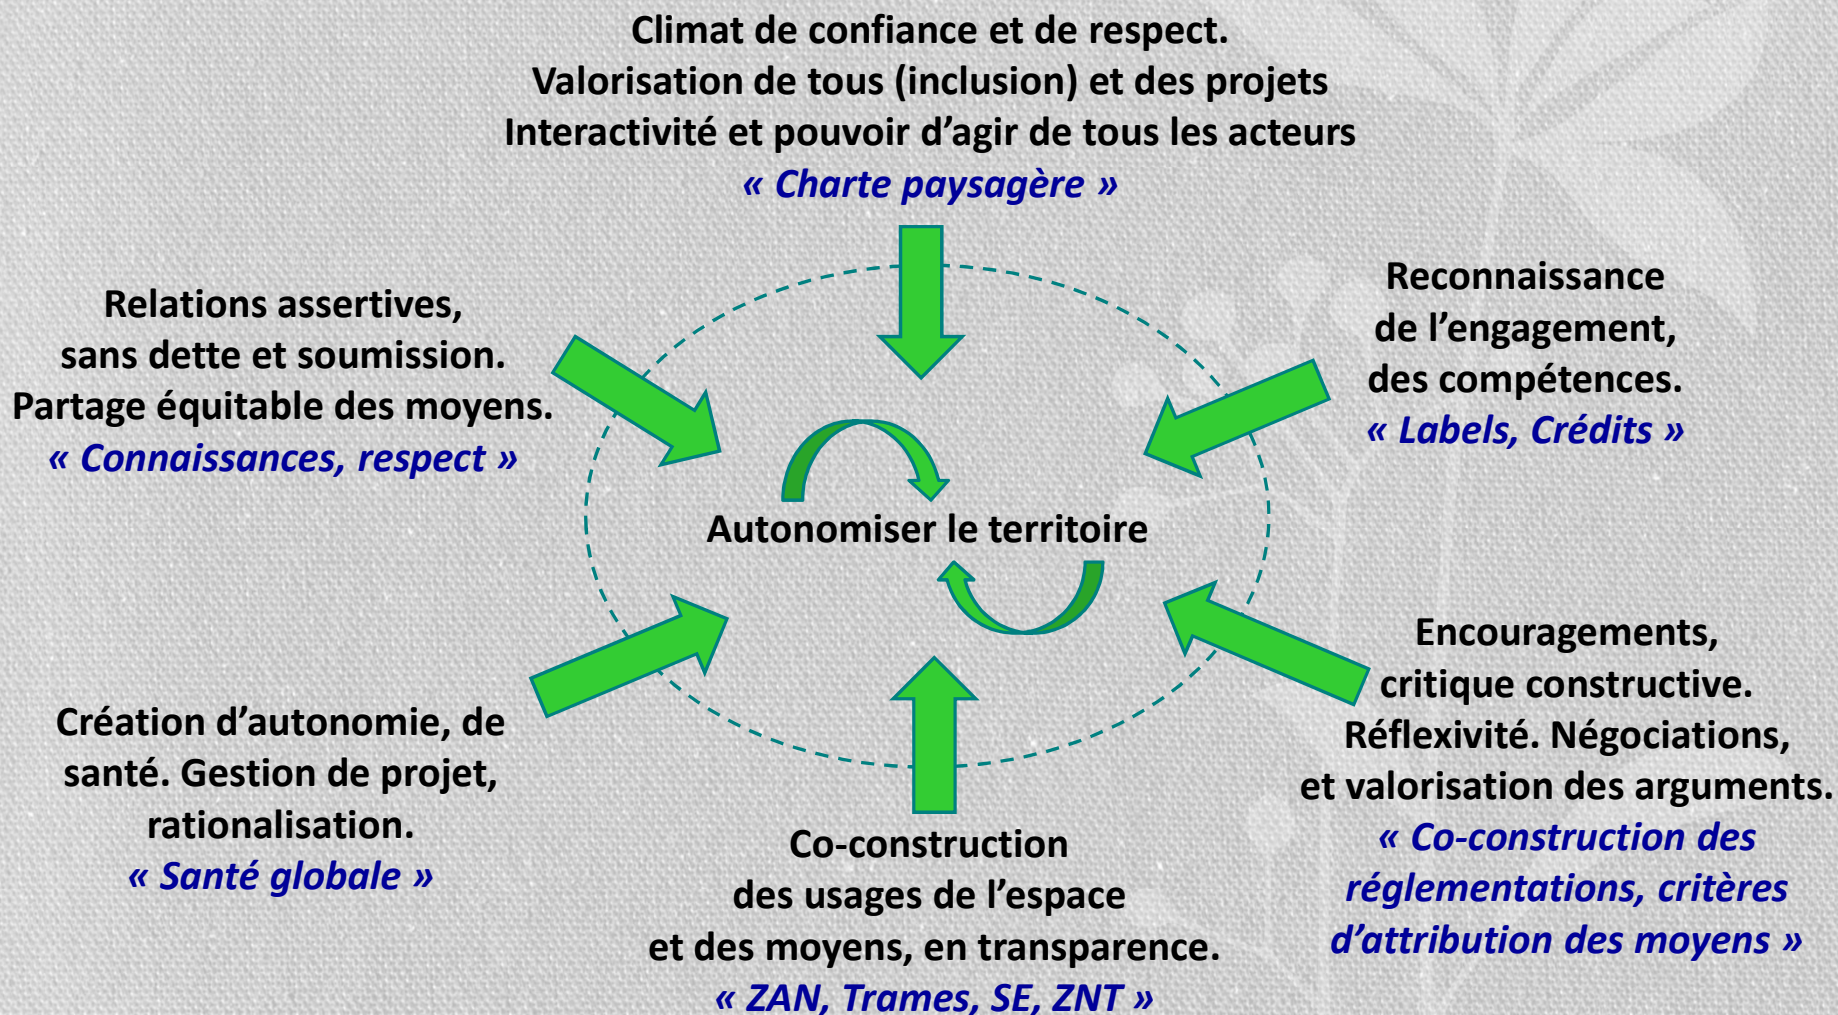 Climat de confiance et de respect.
Valorisation de tous (inclusion) et des projets
Interactivité et pouvoir d’agir de tous les acteurs
« Charte paysagère »
Relations assertives,
sans dette et soumission.
Partage équitable des moyens.
« Connaissances, respect »
Reconnaissance
de l’engagement,
des compétences.
« Labels, Crédits »
Autonomiser le territoire
Création d’autonomie, de
santé. Gestion de projet,
rationalisation.
« Santé globale »
Co-construction
des usages de l’espace
et des moyens, en transparence.
« ZAN, Trames, SE, ZNT »
Encouragements,
critique constructive.
Réflexivité. Négociations,
et valorisation des arguments.
« Co-construction des
réglementations, critères
d’attribution des moyens »